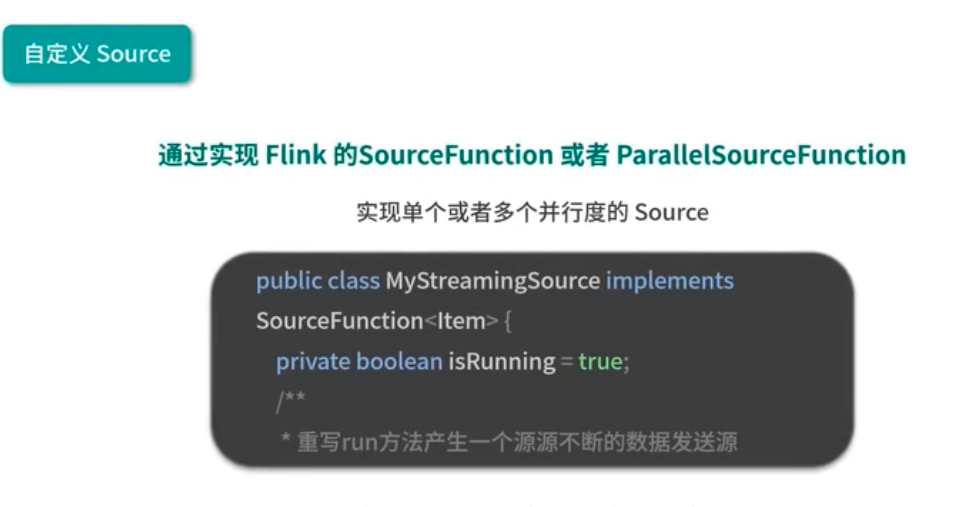 自定义 Source
通过实现 Flink 的SourceFunction 或者 ParallelSourceFunction
实现单个或者多个并行度的 Source
public class MyStreamingSource implements
SourceFunction<Item> {
private boolean isRunning = true;
/**
* 重写run方法产生一个源源不断的数据发送源